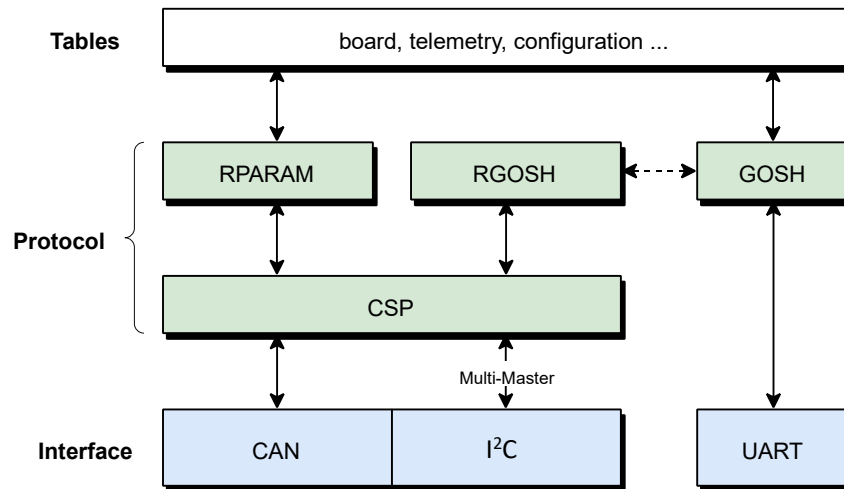 Tables
board, telemetry, configuration ...
RPARAM
RGOSH
GOSH
Protocol
CSP
Multi-Master
Interface
CAN
I²C
UART